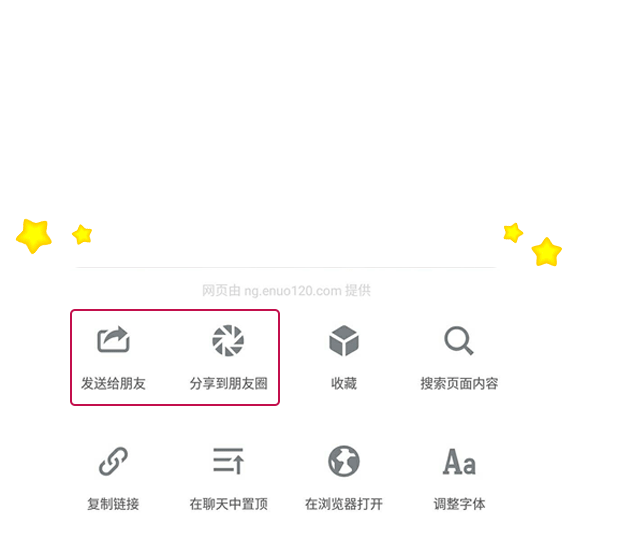 网页由 ng.enuo120.com 提供
发送给朋友 分享到朋友圈 收藏 搜索页面内容
Aa
复制链接 在聊天中置顶 在浏览器打开 调整字体